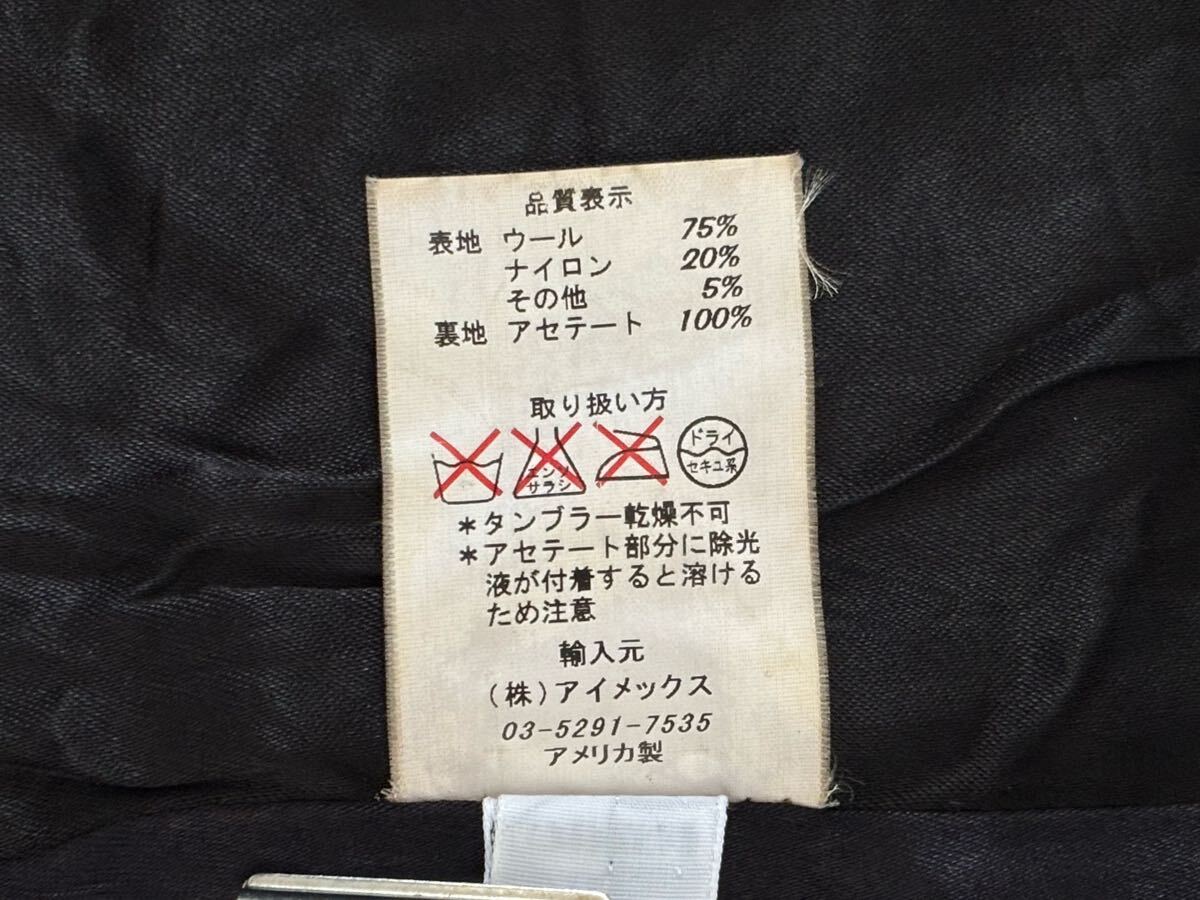 品質表示
表地 ウール 75%
ナイロン 20%
その他 5%
裏地 アセテート 100%
取り扱い方
エンソ
サラシ
ドライ
セキユ系
*タンブラー乾燥不可
*アセテート部分に除光
液が付着すると溶ける
ため注意
輸入元
(株)アイメックス
03-5291-7535
アメリカ製